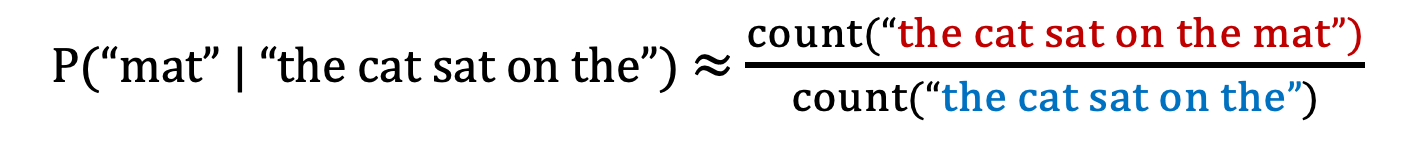 P(“mat” | “the cat sat on the”) ≈ count(“the cat sat on the mat”)
count(“the cat sat on the”)